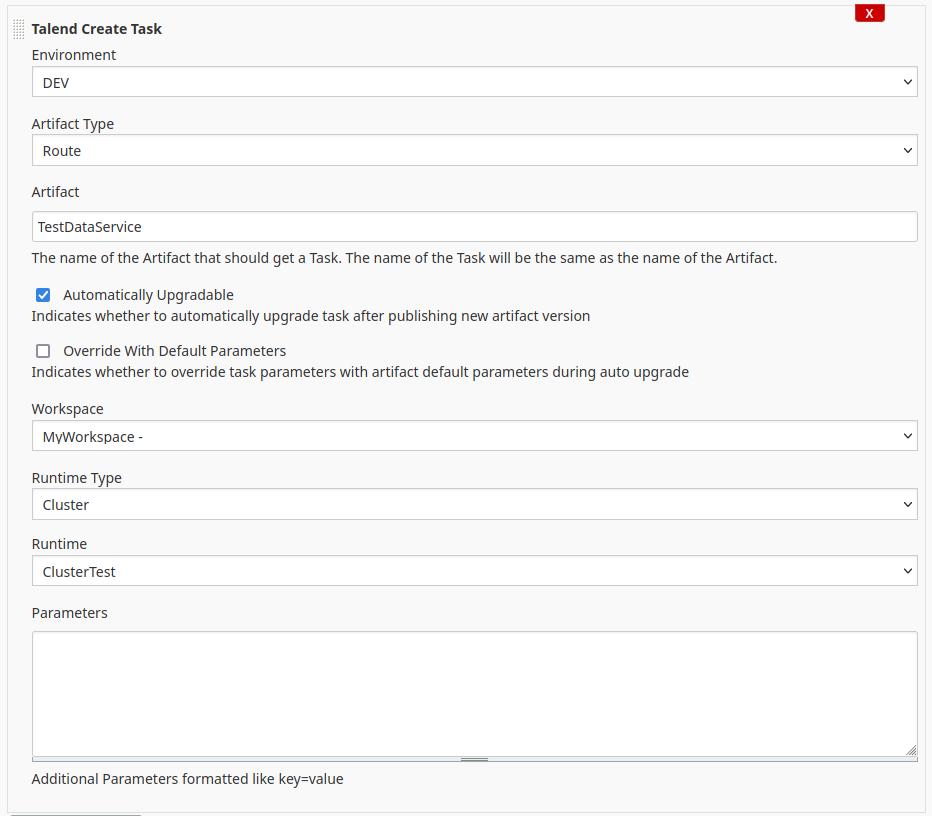 X
Talend Create Task
Environment
DEV
Artifact Type
Route
Artifact
TestDataService
The name of the Artifact that should get a Task. The name of the Task will be the same as the name of the Artifact.
Automatically Upgradable
Indicates whether to automatically upgrade task after publishing new artifact version
Override With Default Parameters
Indicates whether to override task parameters with artifact default parameters during auto upgrade
Workspace
MyWorkspace -
Runtime Type
Cluster
Runtime
ClusterTest
Parameters
Additional Parameters formatted like key=value